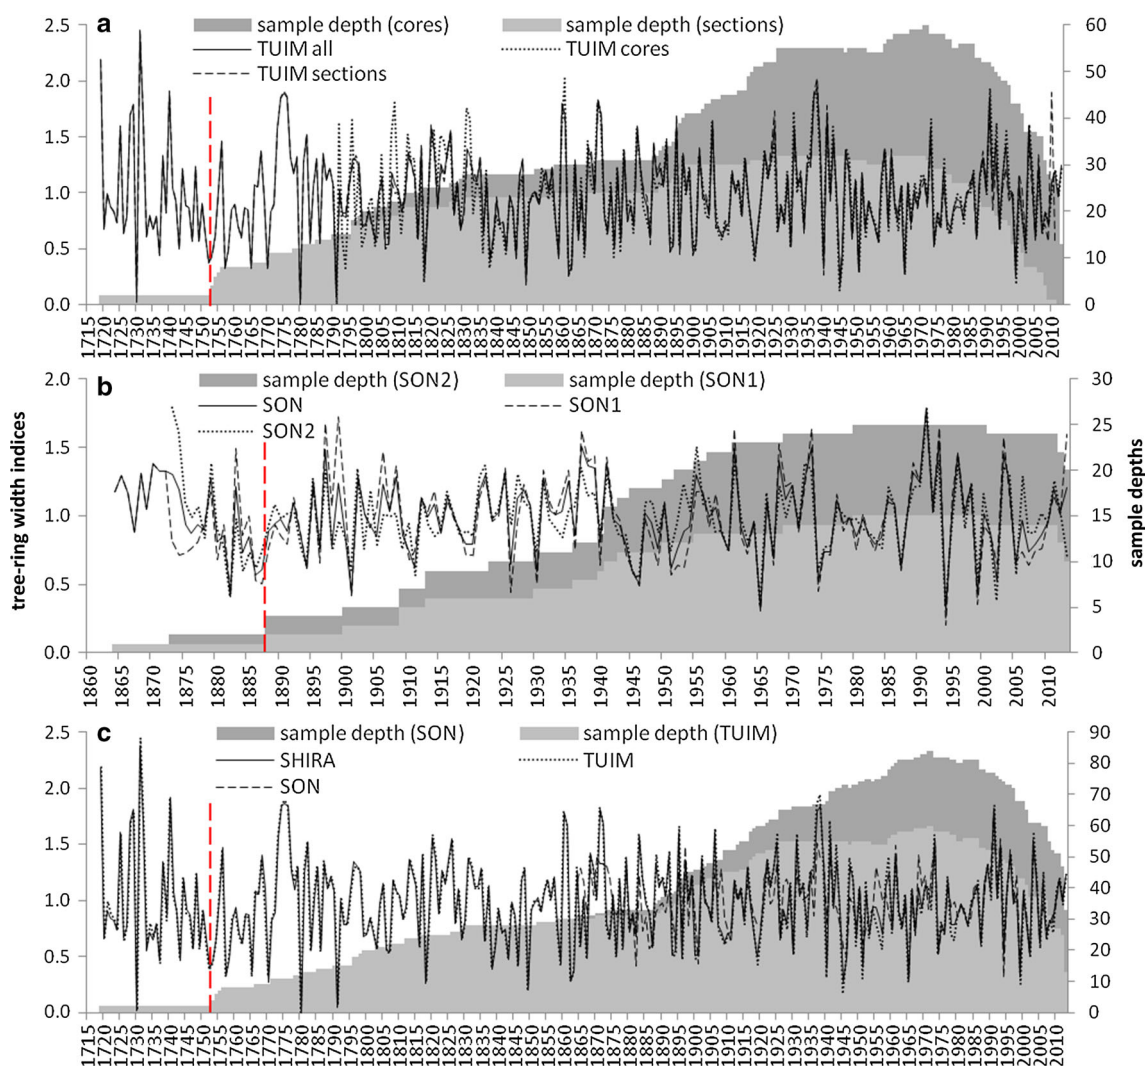 a
sample depth (cores) sample depth (sections)
TUIM all TUIM cores
TUIM sections
2.5
2.0
1.5
1.0
0.5
0.0
60
50
40
30
20
10
0
1715 1720 1725 1730 1735 1740 1745 1750 1755 1760 1765 1770 1775 1780 1785 1790 1795 1800 1805 1810 1815 1820 1825 1830 1835 1840 1845 1850 1855 1860 1865 1870 1875 1880 1885 1890 1895 1900 1905 1910 1915 1920 1925 1930 1935 1940 1945 1950 1955 1960 1965 1970 1975 1980 1985 1990 1995 2000 2005 2010
b
sample depth (SON2) sample depth (SON1)
SON SON1
SON2
2.0
1.5
1.0
0.5
0.0
30
25
20
15
10
5
0
tree-ring width indices
sample depths
1860 1865 1870 1875 1880 1885 1890 1895 1900 1905 1910 1915 1920 1925 1930 1935 1940 1945 1950 1955 1960 1965 1970 1975 1980 1985 1990 1995 2000 2005 2010
c
sample depth (SON) sample depth (TUIM)
SHIRA TUIM
SON
2.5
2.0
1.5
1.0
0.5
0.0
90
80
70
60
50
40
30
20
10
0
1715 1720 1725 1730 1735 1740 1745 1750 1755 1760 1765 1770 1775 1780 1785 1790 1795 1800 1805 1810 1815 1820 1825 1830 1835 1840 1845 1850 1855 1860 1865 1870 1875 1880 1885 1890 1895 1900 1905 1910 1915 1920 1925 1930 1935 1940 1945 1950 1955 1960 1965 1970 1975 1980 1985 1990 1995 2000 2005 2010